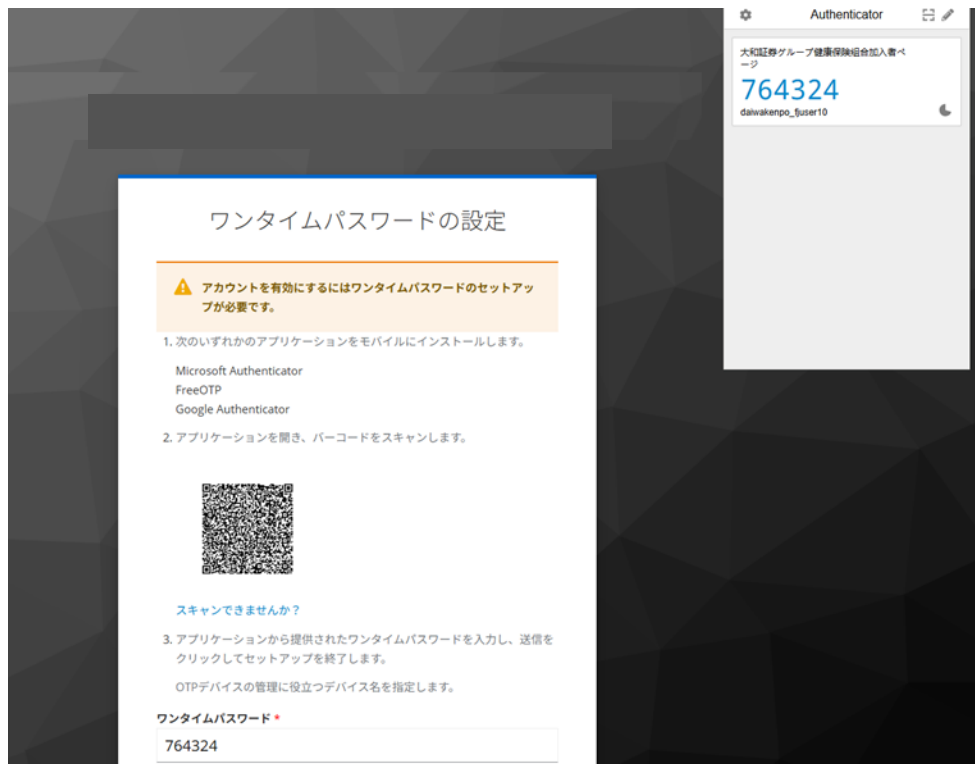 Authenticator
大和証券グループ健康保険組合加入者ペ
ージ
764324
daiwakenpo_fjuser10
ワンタイムパスワードの設定
アカウントを有効にするにはワンタイムパスワードのセットアッ
プが必要です。
1. 次のいずれかのアプリケーションをモバイルにインストールします。
Microsoft Authenticator
FreeOTP
Google Authenticator
2. アプリケーションを開き、バーコードをスキャンします。
スキャンできませんか？
3. アプリケーションから提供されたワンタイムパスワードを入力し、送信を
クリックしてセットアップを終了します。
OTPデバイスの管理に役立つデバイス名を指定します。
ワンタイムパスワード *
764324